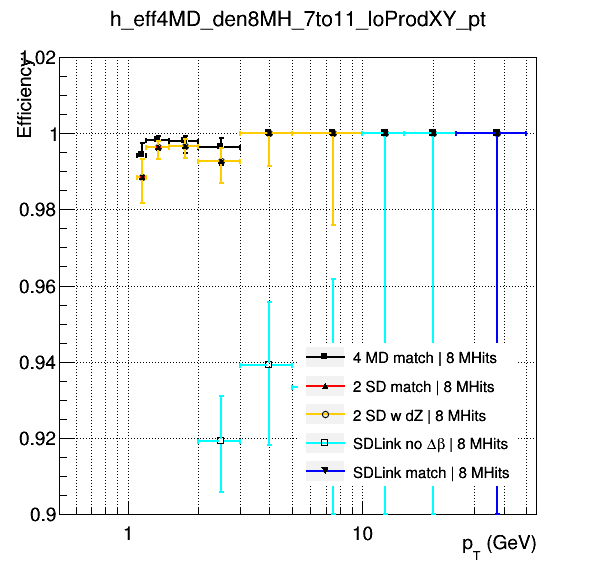 h_eff4MD_den8MH_7to11_loProdXY_pt
Efficiency
1.02
1
0.98
0.96
0.94
0.92
0.9
4 MD match | 8 MHits
2 SD match | 8 MHits
2 SD w dZ | 8 MHits
SDLink no Δβ | 8 MHits
SDLink match | 8 MHits
1
10
p_T (GeV)